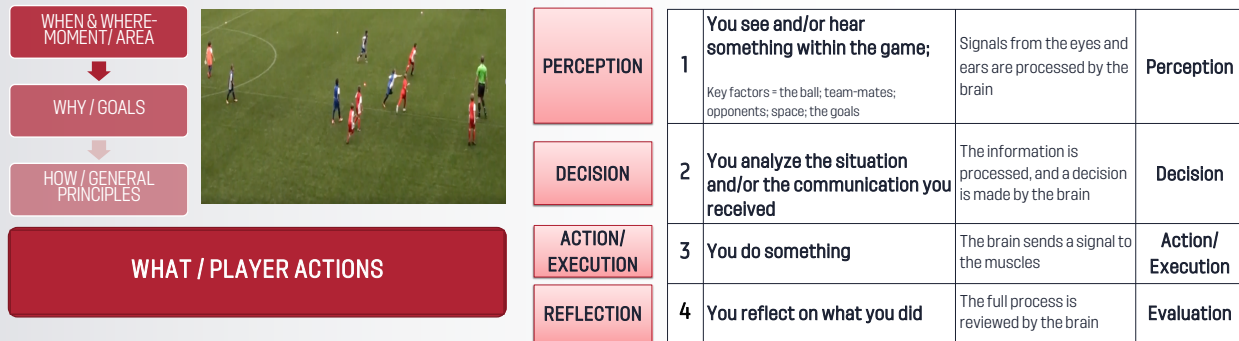 WHEN & WHERE-
MOMENT/ AREA
WHY / GOALS
HOW / GENERAL
PRINCIPLES
WHAT / PLAYER ACTIONS
PERCEPTION
DECISION
ACTION/
EXECUTION
REFLECTION
1
You see and/or hear
something within the game;
Key factors = the ball; team-mates;
opponents; space; the goals
Signals from the eyes and
ears are processed by the
brain
Perception
2
You analyze the situation
and/or the communication you
received
The information is
processed, and a decision
is made by the brain
Decision
3
You do something
The brain sends a signal to
the muscles
Action/
Execution
4
You reflect on what you did
The full process is
reviewed by the brain
Evaluation